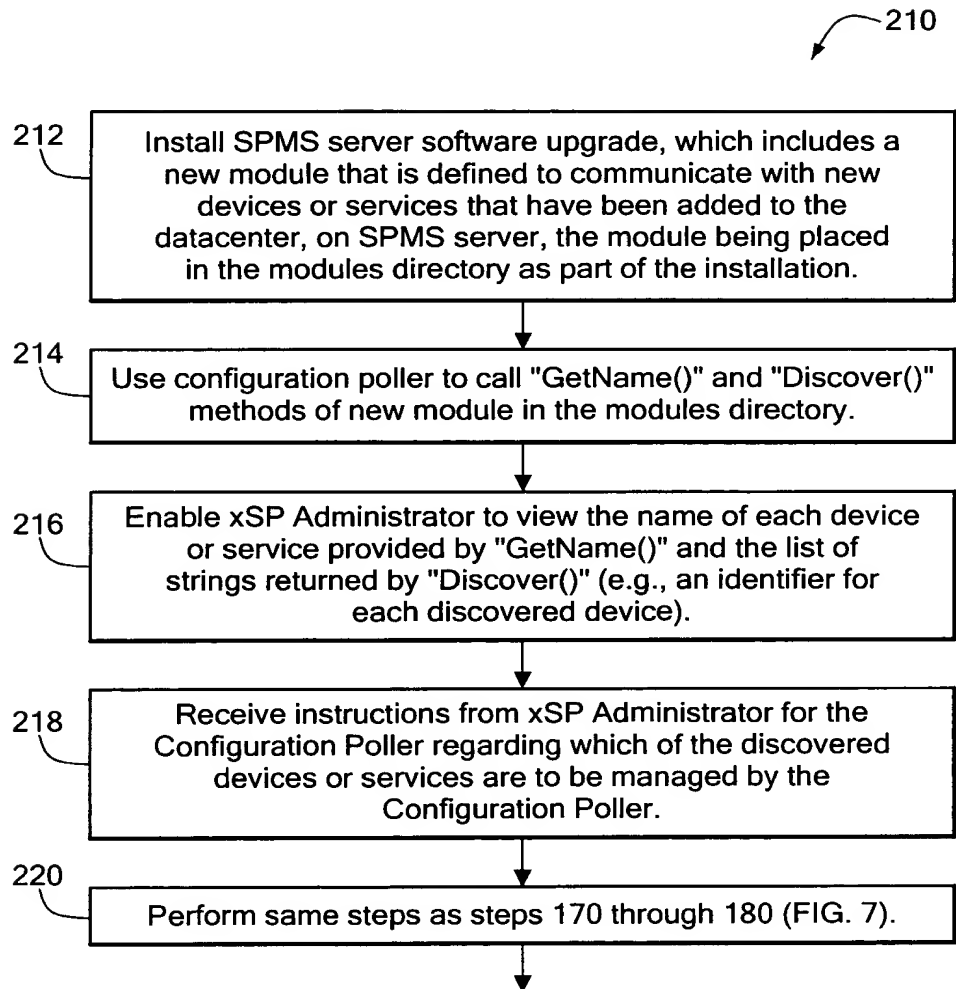 210
212
Install SPMS server software upgrade, which includes a
new module that is defined to communicate with new
devices or services that have been added to the
datacenter, on SPMS server, the module being placed
in the modules directory as part of the installation.
214
Use configuration poller to call "GetName()" and "Discover()"
methods of new module in the modules directory.
216
Enable xSP Administrator to view the name of each device
or service provided by "GetName()" and the list of
strings returned by "Discover()" (e.g., an identifier for
each discovered device).
218
Receive instructions from xSP Administrator for the
Configuration Poller regarding which of the discovered
devices or services are to be managed by the
Configuration Poller.
220
Perform same steps as steps 170 through 180 (FIG. 7).